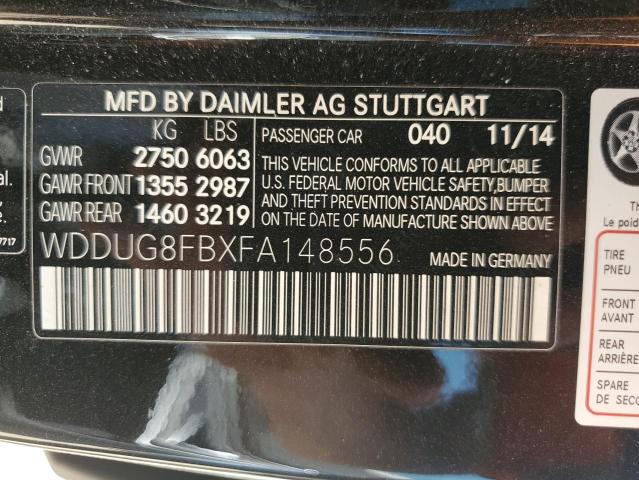 MFD BY DAIMLER AG STUTTGART
KG LBS
GVWR 2750 6063
GAWR FRONT 1355 2987
GAWR REAR 1460 3219
PASSENGER CAR 040 11/14
THIS VEHICLE CONFORMS TO ALL APPLICABLE
U.S. FEDERAL MOTOR VEHICLE SAFETY, BUMPER
AND THEFT PREVENTION STANDARDS IN EFFECT
ON THE DATE OF MANUFACTURE SHOWN ABOVE.
WDDUG8FBXFA148556
MADE IN GERMANY
7717
Le poid
TIRE
PNEU
FRONT
AVANT
REAR
ARRIÈRE
SPARE
DE SEC